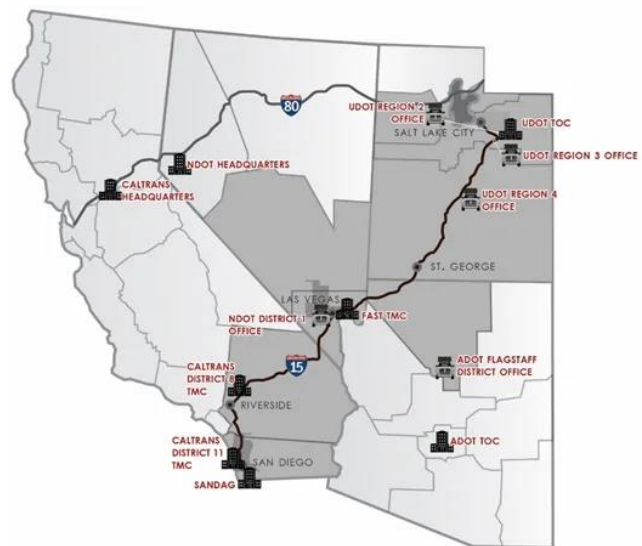 80
UDOT REGION 2
OFFICE
SALT LAKE CITY
UDOT TOC
UDOT REGION 3 OFFICE
NDOT HEADQUARTERS
CALTRANS
HEADQUARTERS
UDOT REGION 4
OFFICE
ST. GEORGE
LAS VEGAS
NDOT DISTRICT 1
OFFICE
FAST TMC
15
ADOT FLAGSTAFF
DISTRICT OFFICE
CALTRANS
DISTRICT 8
TMC
RIVERSIDE
ADOT TOC
CALTRANS
DISTRICT 11
TMC
SAN DIEGO
SANDAG